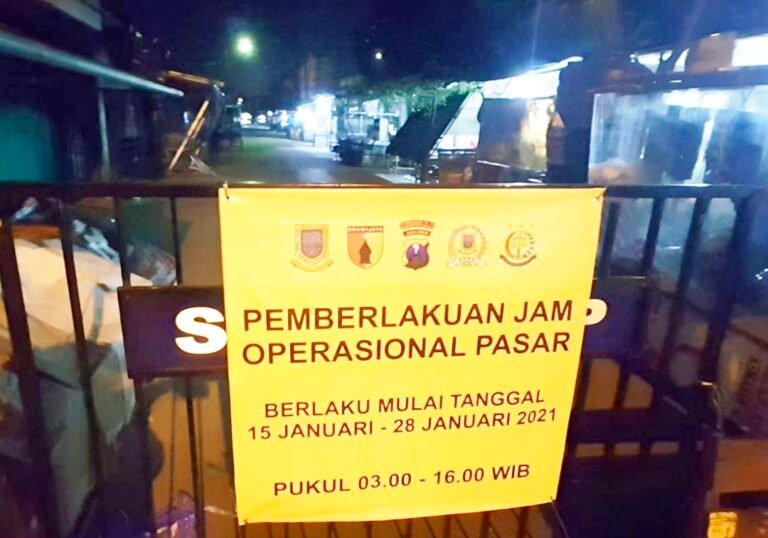 PEMBERLAKUAN JAM
OPERASIONAL PASAR
BERLAKU MULAI TANGGAL
15 JANUARI - 28 JANUARI 2021
PUKUL 03.00 - 16.00 WIB